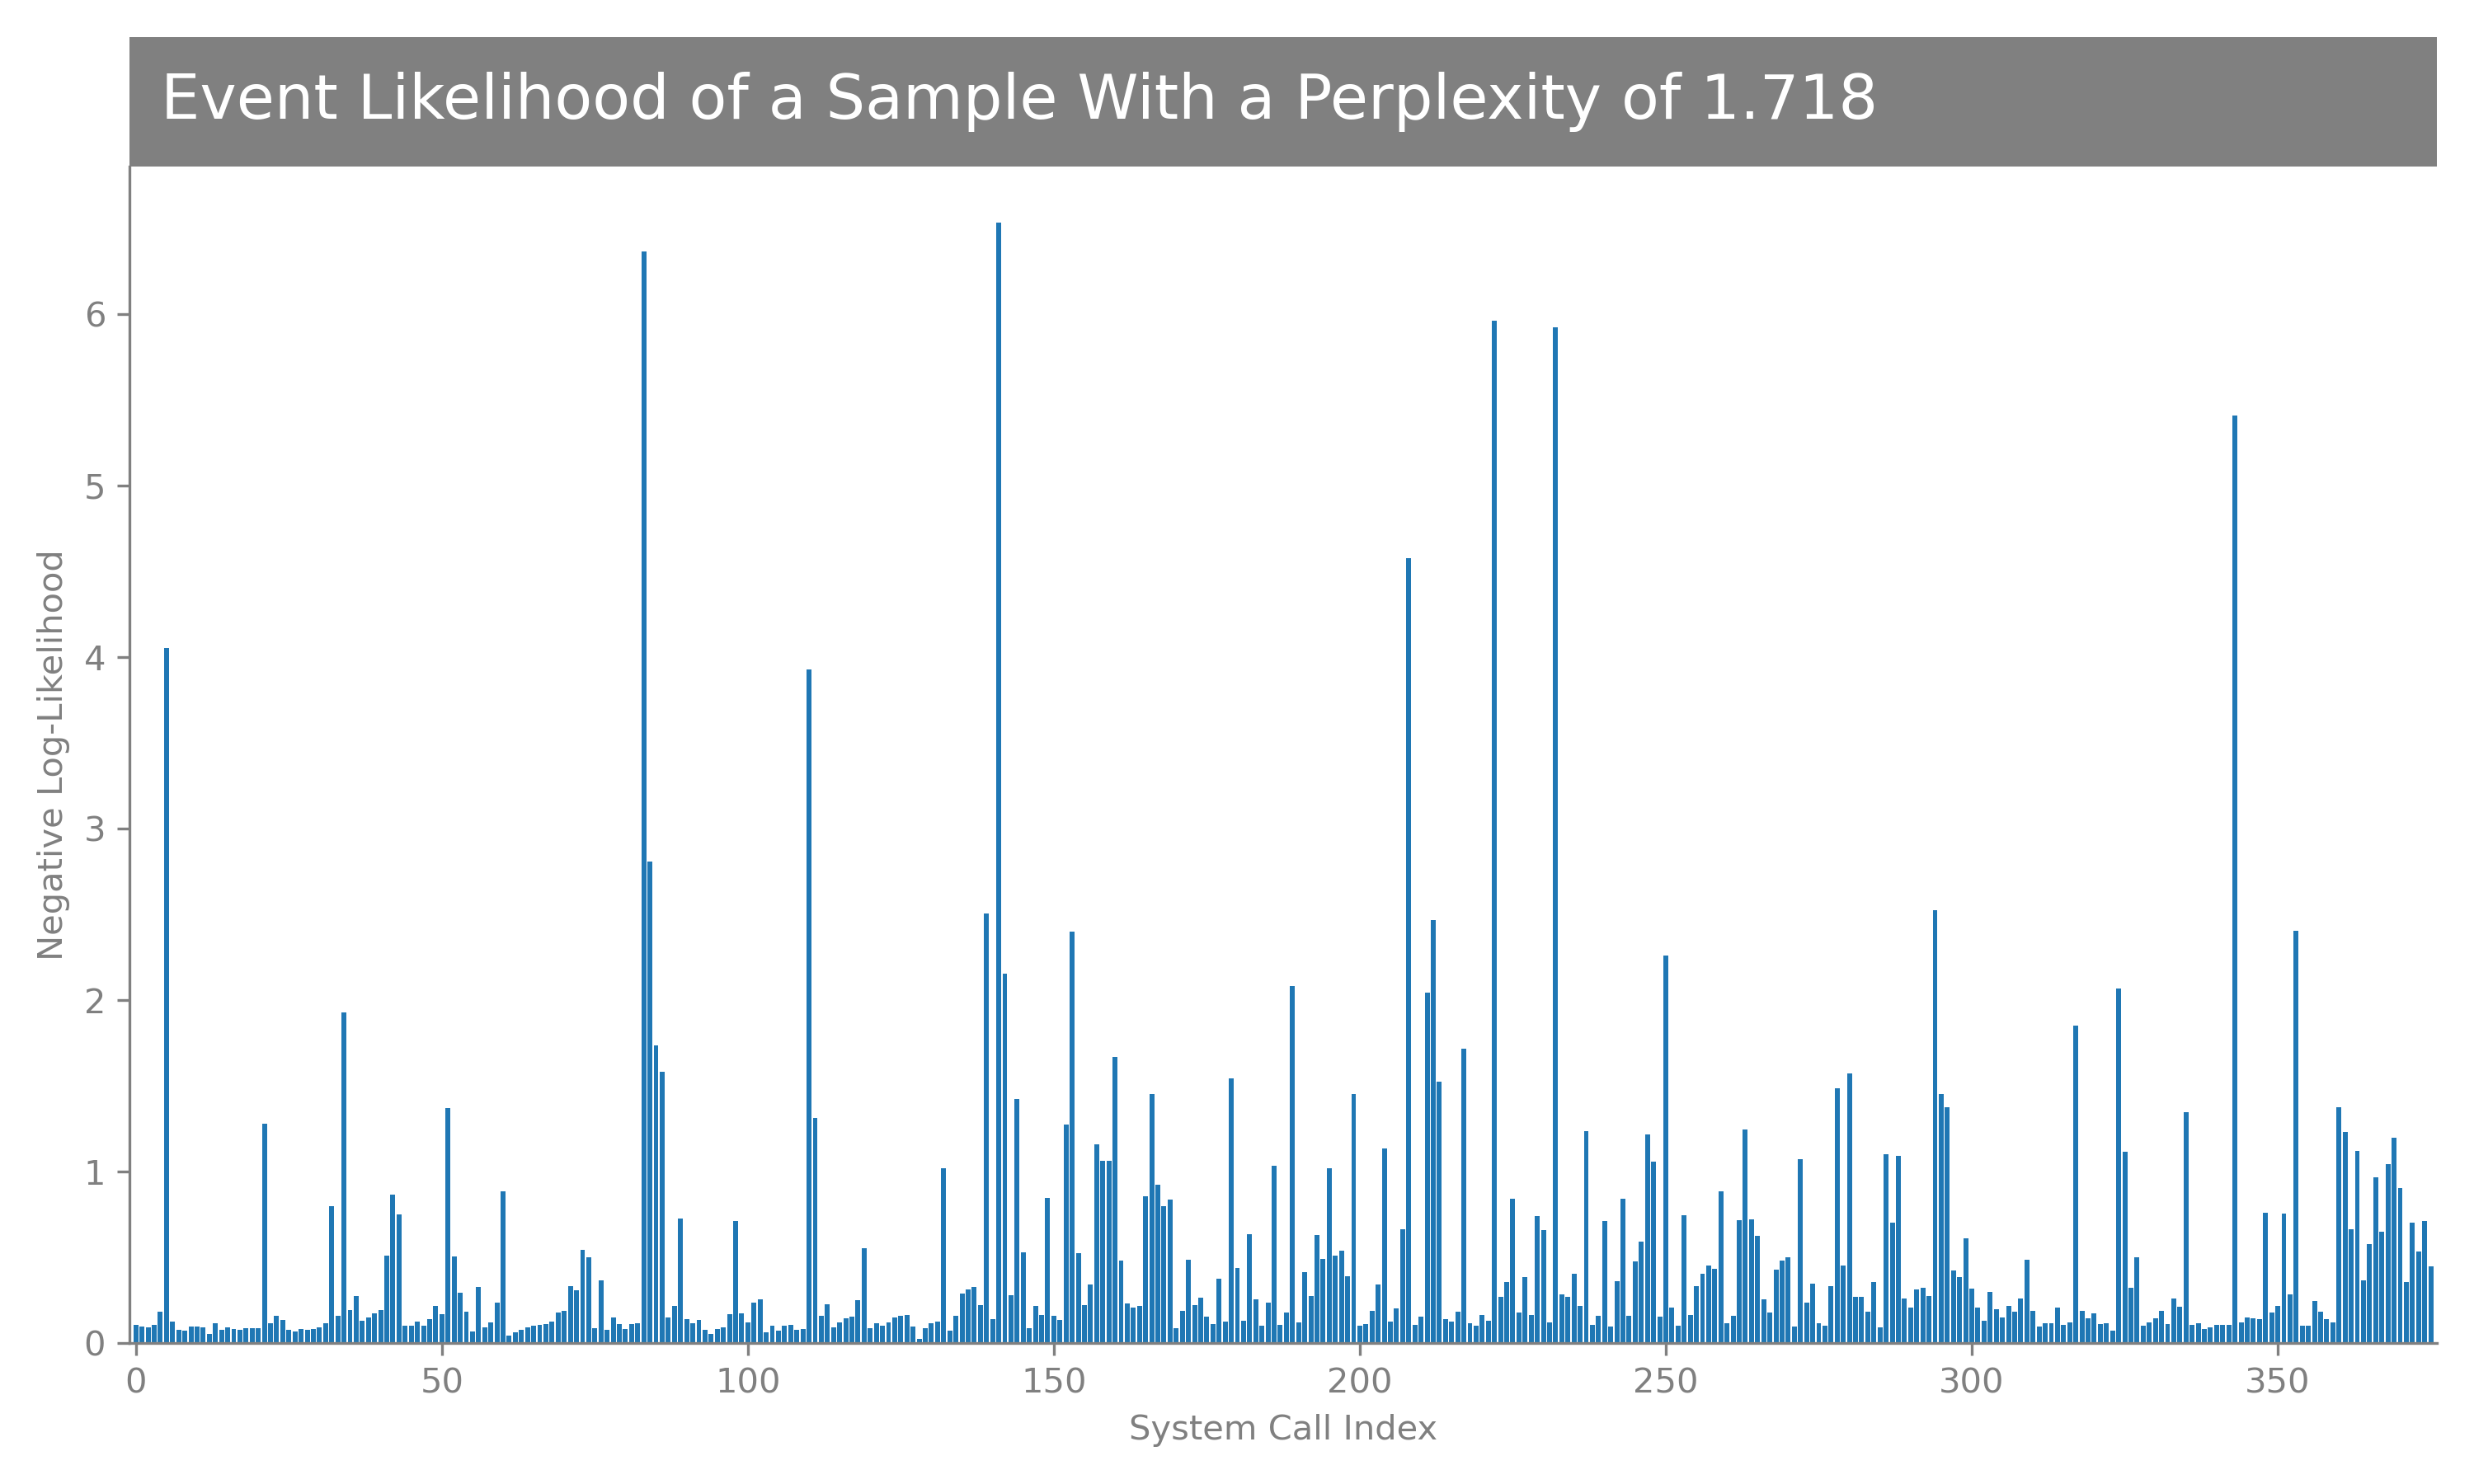 Event Likelihood of a Sample With a Perplexity of 1.718
6
5
4
3
2
1
0
Negative Log-Likelihood
0 50 100 150 200 250 300 350
System Call Index